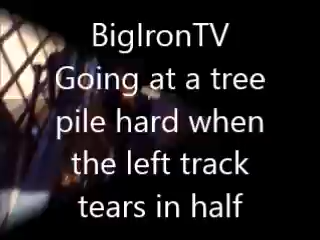 BigIronTV
Going at a tree
pile hard when
the left track
tears in half